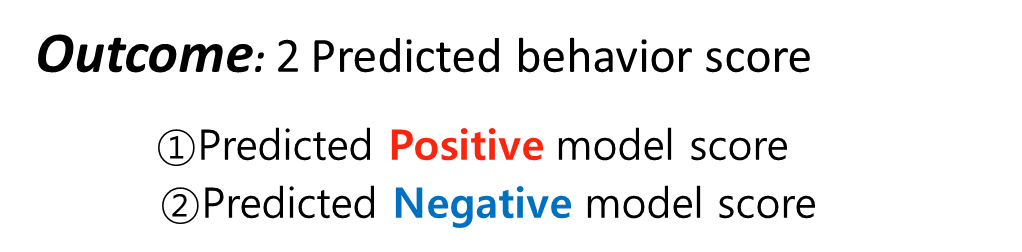 Outcome: 2 Predicted behavior score
①Predicted Positive model score
②Predicted Negative model score